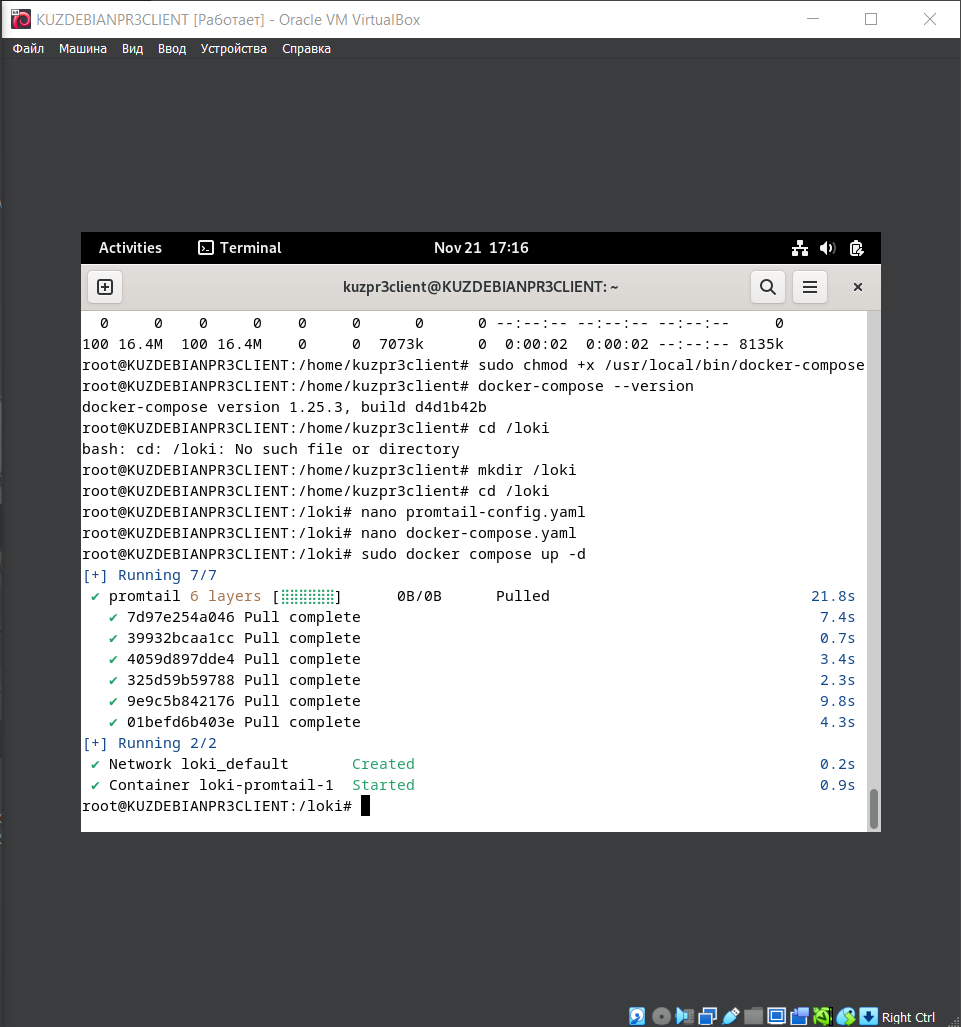 KUZDEBIANPR3CLIENT [Работает] - Oracle VM VirtualBox
Файл Машина Вид Ввод Устройства Справка
Activities Terminal Nov 21 17:16
kuzpr3client@KUZDEBIANPR3CLIENT: ~
0 0 0 0 0 0 0 0 --:--:-- --:--:-- --:--:-- 0
100 16.4M 100 16.4M 0 0 7073k 0 0:00:02 0:00:02 --:--:-- 8135k
root@KUZDEBIANPR3CLIENT:/home/kuzpr3client# sudo chmod +x /usr/local/bin/docker-compose
root@KUZDEBIANPR3CLIENT:/home/kuzpr3client# docker-compose --version
docker-compose version 1.25.3, build d4d1b42b
root@KUZDEBIANPR3CLIENT:/home/kuzpr3client# cd /loki
bash: cd: /loki: No such file or directory
root@KUZDEBIANPR3CLIENT:/home/kuzpr3client# mkdir /loki
root@KUZDEBIANPR3CLIENT:/home/kuzpr3client# cd /loki
root@KUZDEBIANPR3CLIENT:/loki# nano promtail-config.yaml
root@KUZDEBIANPR3CLIENT:/loki# nano docker-compose.yaml
root@KUZDEBIANPR3CLIENT:/loki# sudo docker compose up -d
[+] Running 7/7
✔ promtail 6 layers [⣿⣿⣿⣿⣿⣿] 0B/0B Pulled 21.8s
✔ 7d97e254a046 Pull complete 7.4s
✔ 39932bcaa1cc Pull complete 0.7s
✔ 4059d897dde4 Pull complete 3.4s
✔ 325d59b59788 Pull complete 2.3s
✔ 9e9c5b842176 Pull complete 9.8s
✔ 01befd6b403e Pull complete 4.3s
[+] Running 2/2
✔ Network loki_default Created 0.2s
✔ Container loki-promtail-1 Started 0.9s
root@KUZDEBIANPR3CLIENT:/loki#
Right Ctrl